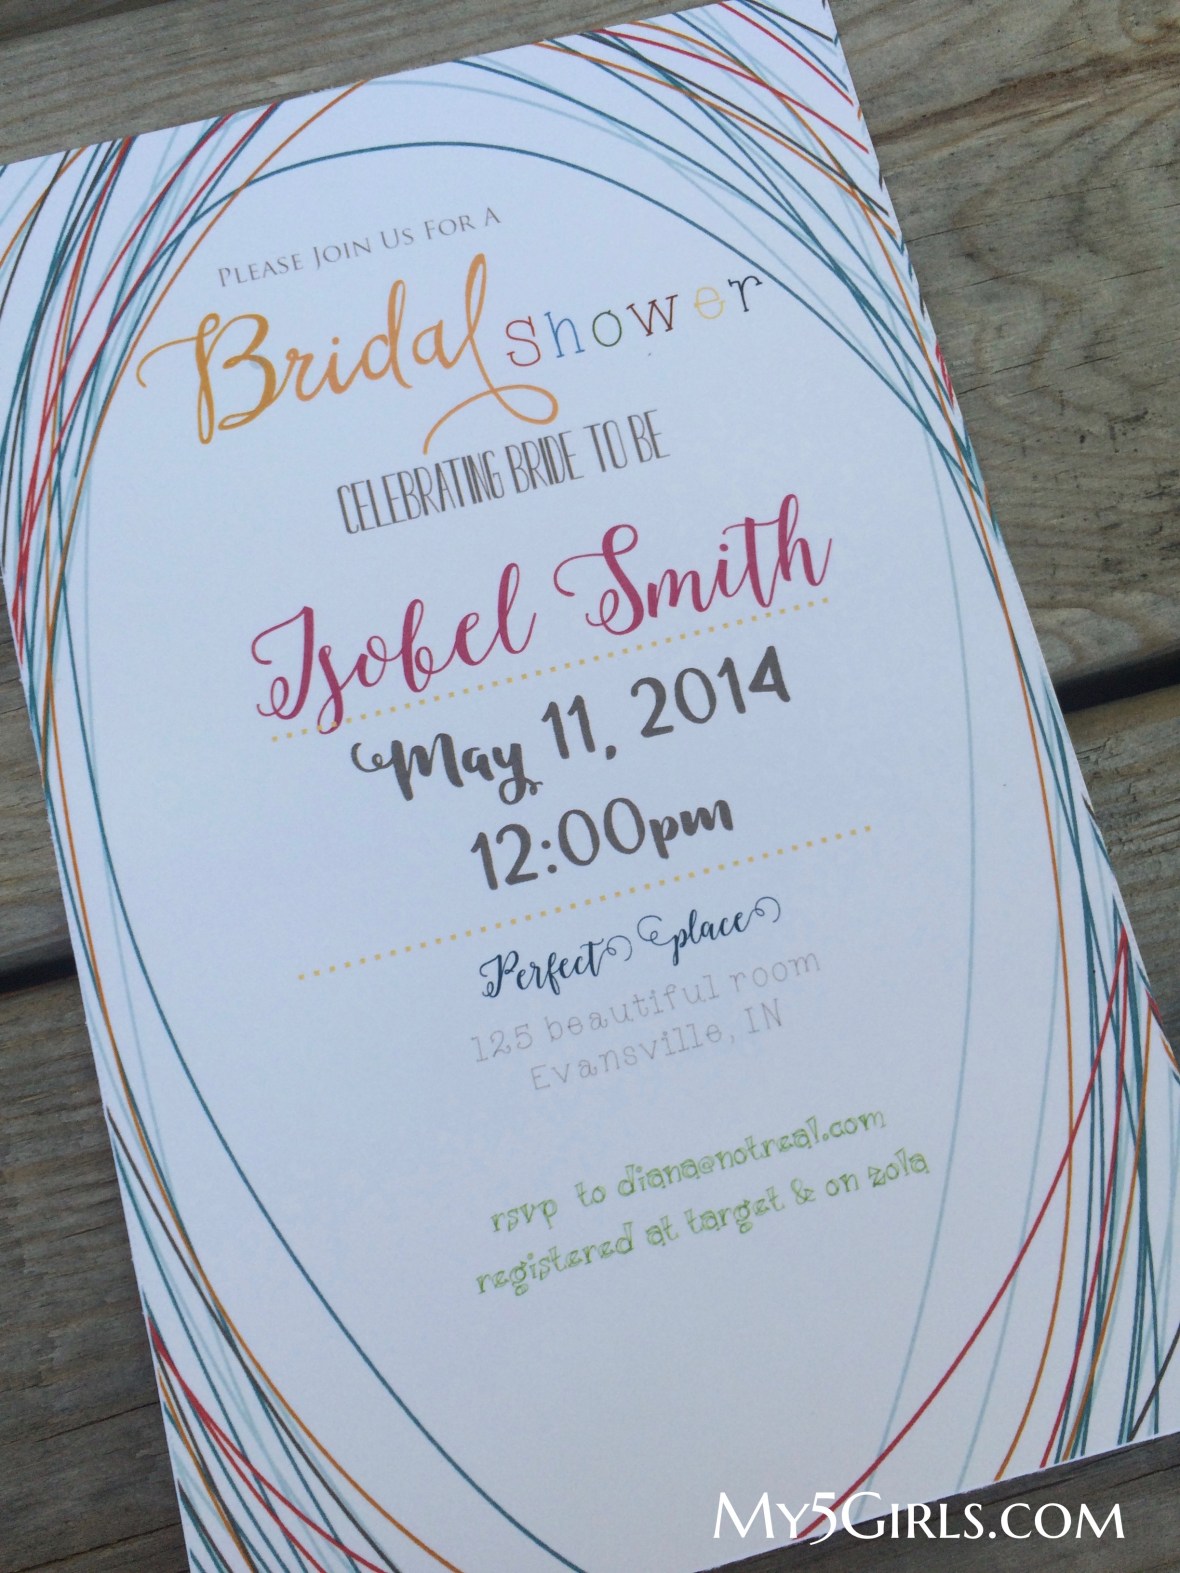 Please Join Us For A
Bridal shower
CELEBRATING BRIDE TO BE
Isobel Smith
May 11, 2014
12:00pm
Perfect place
125 beautiful room
Evansville, IN
rsvp to diana@notreal.com
registered at target & on zola
My5Girls.com